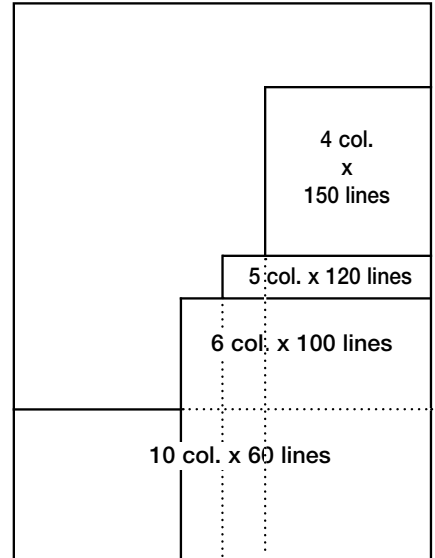 4 col.
x
150 lines
5 col. x 120 lines
6 col. x 100 lines
10 col. x 60 lines